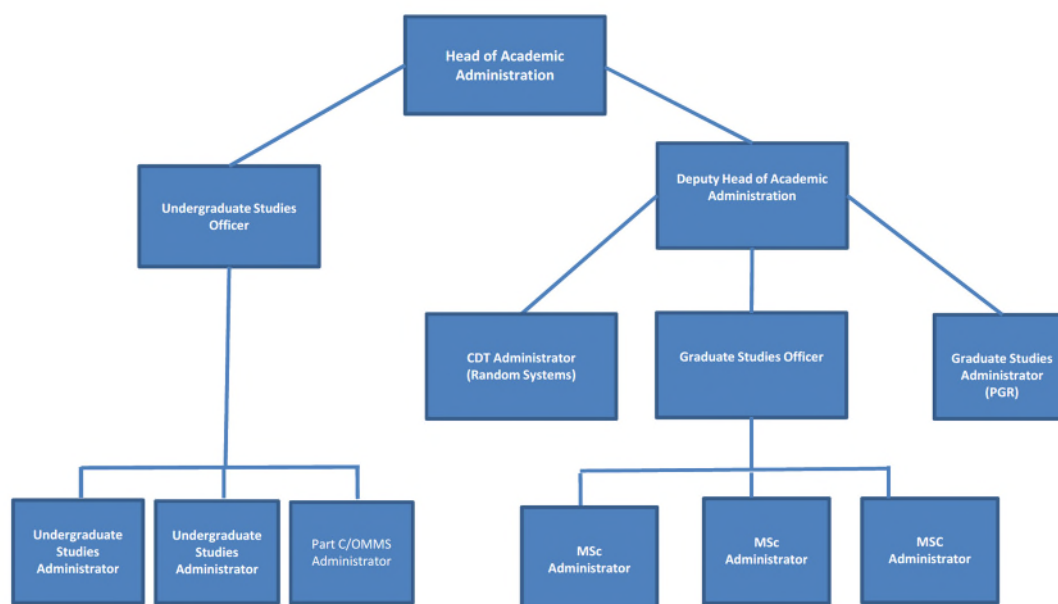 Head of Academic
Administration
Deputy Head of Academic
Administration
Undergraduate Studies
Officer
CDT Administrator
(Random Systems)
Graduate Studies Officer
Graduate Studies
Administrator
(PGR)
Undergraduate
Studies
Administrator
Undergraduate
Studies
Administrator
Part C/OMMS
Administrator
MSc
Administrator
MSc
Administrator
MSC
Administrator